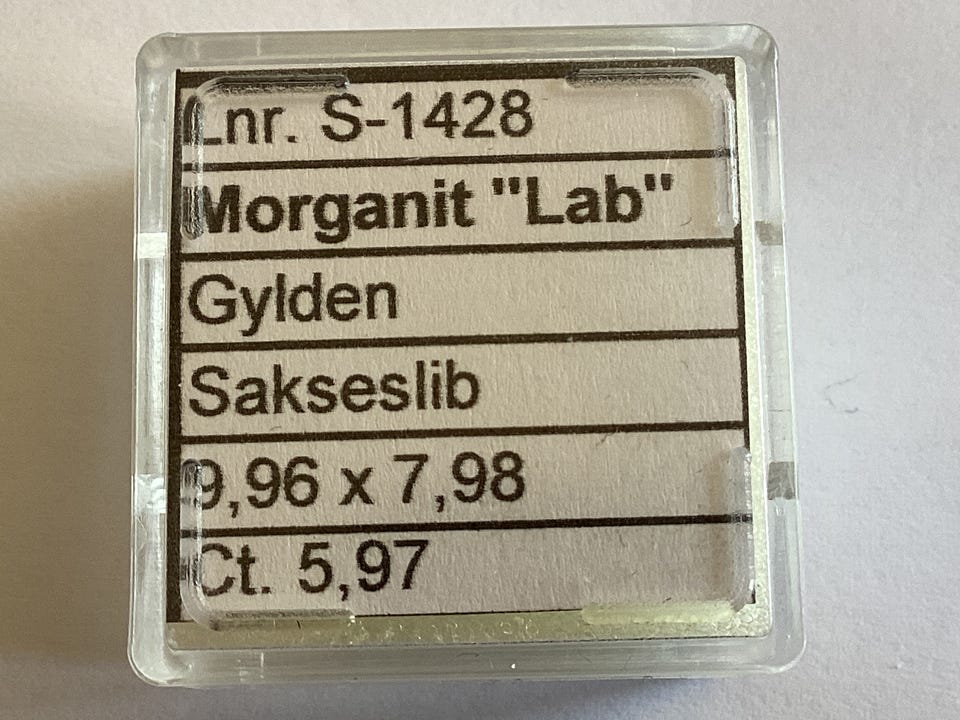 Lnr. S-1428
Morganit "Lab"
Gylden
Sakseslib
9,96 x 7,98
Ct. 5,97